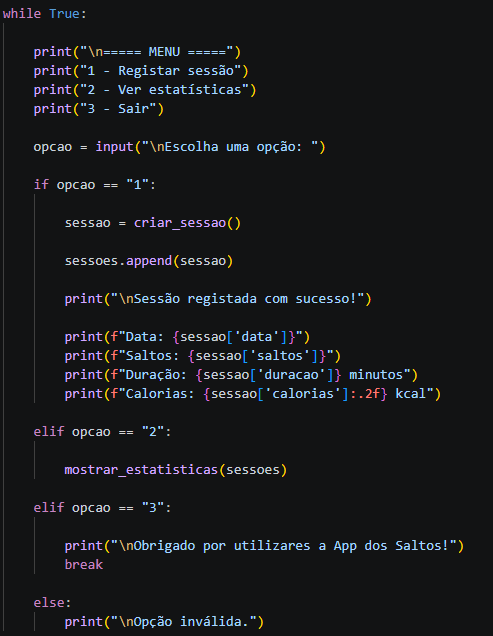 while True:
print("\n===== MENU =====")
print("1 - Registar sessão")
print("2 - Ver estatísticas")
print("3 - Sair")
opcao = input("\nEscolha uma opção: ")
if opcao == "1":
sessao = criar_sessao()
sessoes.append(sessao)
print("\nSessão registada com sucesso!")
print(f"Data: {sessao['data']}")
print(f"Saltos: {sessao['saltos']}")
print(f"Duração: {sessao['duracao']} minutos")
print(f"Calorias: {sessao['calorias']:.2f} kcal")
elif opcao == "2":
mostrar_estatisticas(sessoes)
elif opcao == "3":
print("\nObrigado por utilizares a App dos Saltos!")
break
else:
print("\nOpção inválida.")